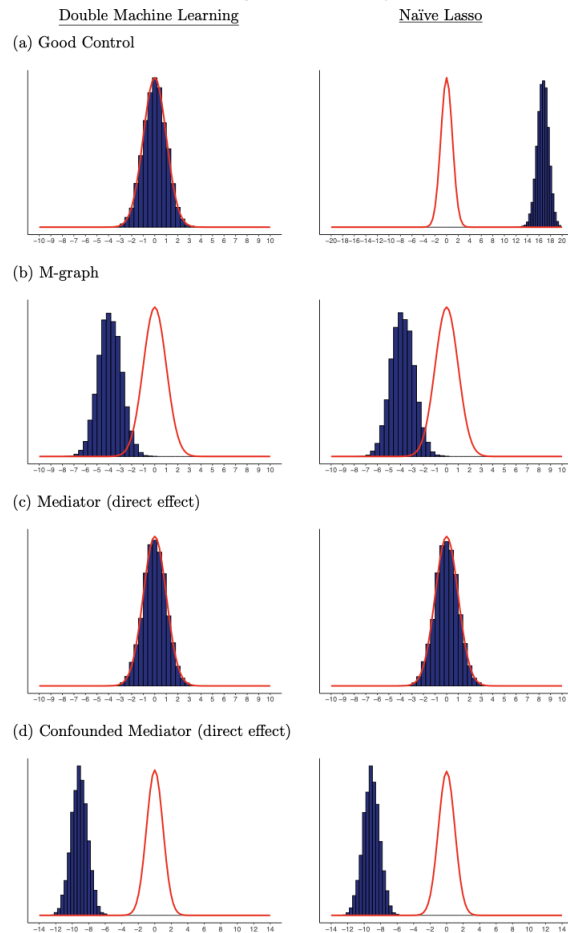 Double Machine Learning Naïve Lasso
(a) Good Control
−10 −9 −8 −7 −6 −5 −4 −3 −2 −1 0 1 2 3 4 5 6 7 8 9 10 −20 −18 −16 −14 −12 −10 −8 −6 −4 −2 0 2 4 6 8 10 12 14 16 18 20
(b) M-graph
−10 −9 −8 −7 −6 −5 −4 −3 −2 −1 0 1 2 3 4 5 6 7 8 9 10 −10 −9 −8 −7 −6 −5 −4 −3 −2 −1 0 1 2 3 4 5 6 7 8 9 10
(c) Mediator (direct effect)
−10 −9 −8 −7 −6 −5 −4 −3 −2 −1 0 1 2 3 4 5 6 7 8 9 10 −10 −9 −8 −7 −6 −5 −4 −3 −2 −1 0 1 2 3 4 5 6 7 8 9 10
(d) Confounded Mediator (direct effect)
−14 −12 −10 −8 −6 −4 −2 0 2 4 6 8 10 12 14 −14 −12 −10 −8 −6 −4 −2 0 2 4 6 8 10 12 14